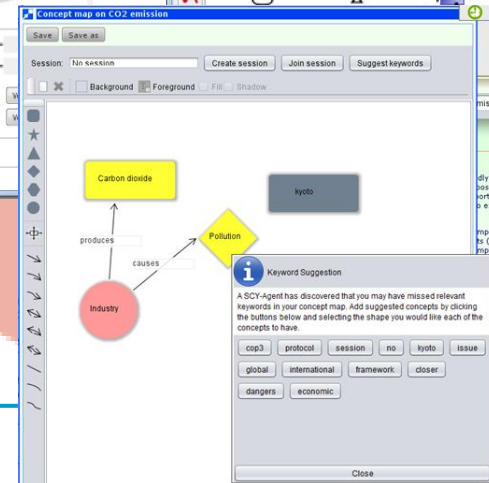 Concept map on CO2 emission
Save Save as
Session: No session Create session Join session Suggest keywords
Background Foreground Fill Shadow
Carbon dioxide
kyoto
produces
Pollution
causes
Industry
Keyword Suggestion
A SCY-Agent has discovered that you may have missed relevant
keywords in your concept map. Add suggested concepts by clicking
the buttons below and selecting the shape you would like each of the
concepts to have.
cop3 protocol session no kyoto issue
global international framework closer
dangers economic
Close